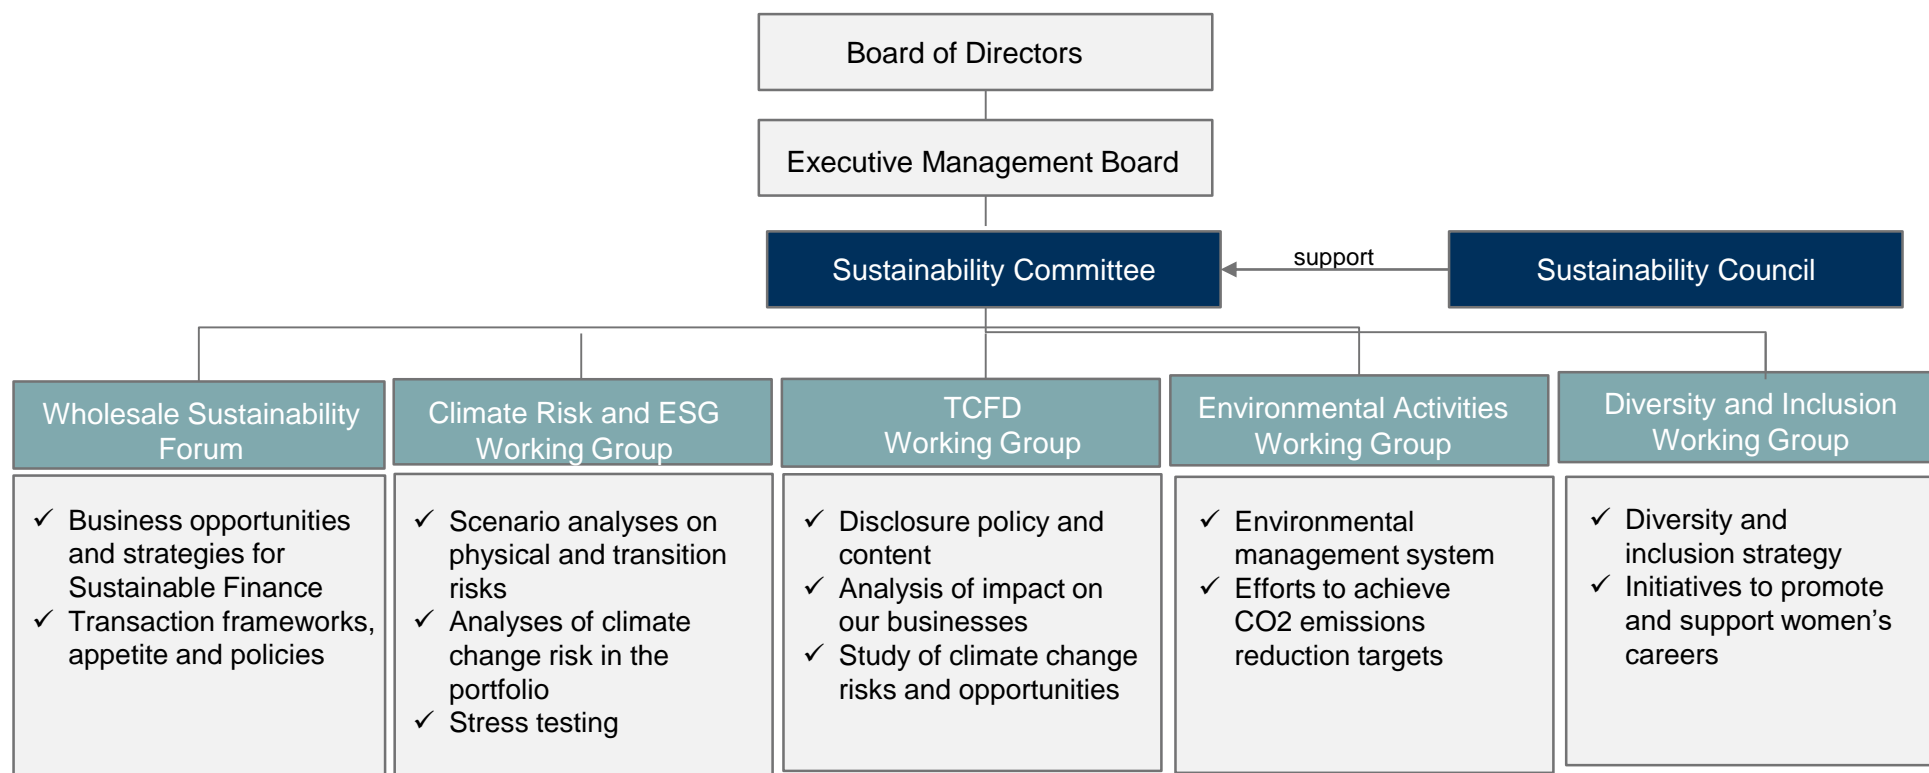 Board of Directors
Executive Management Board
Sustainability Committee
support
Sustainability Council
Wholesale Sustainability
Forum
✓ Business opportunities
and strategies for
Sustainable Finance
✓ Transaction frameworks,
appetite and policies
Climate Risk and ESG
Working Group
✓ Scenario analyses on
physical and transition
risks
✓ Analyses of climate
change risk in the
portfolio
✓ Stress testing
TCFD
Working Group
✓ Disclosure policy and
content
✓ Analysis of impact on
our businesses
✓ Study of climate change
risks and opportunities
Environmental Activities
Working Group
✓ Environmental
management system
✓ Efforts to achieve
CO2 emissions
reduction targets
Diversity and Inclusion
Working Group
✓ Diversity and
inclusion strategy
✓ Initiatives to promote
and support women’s
careers